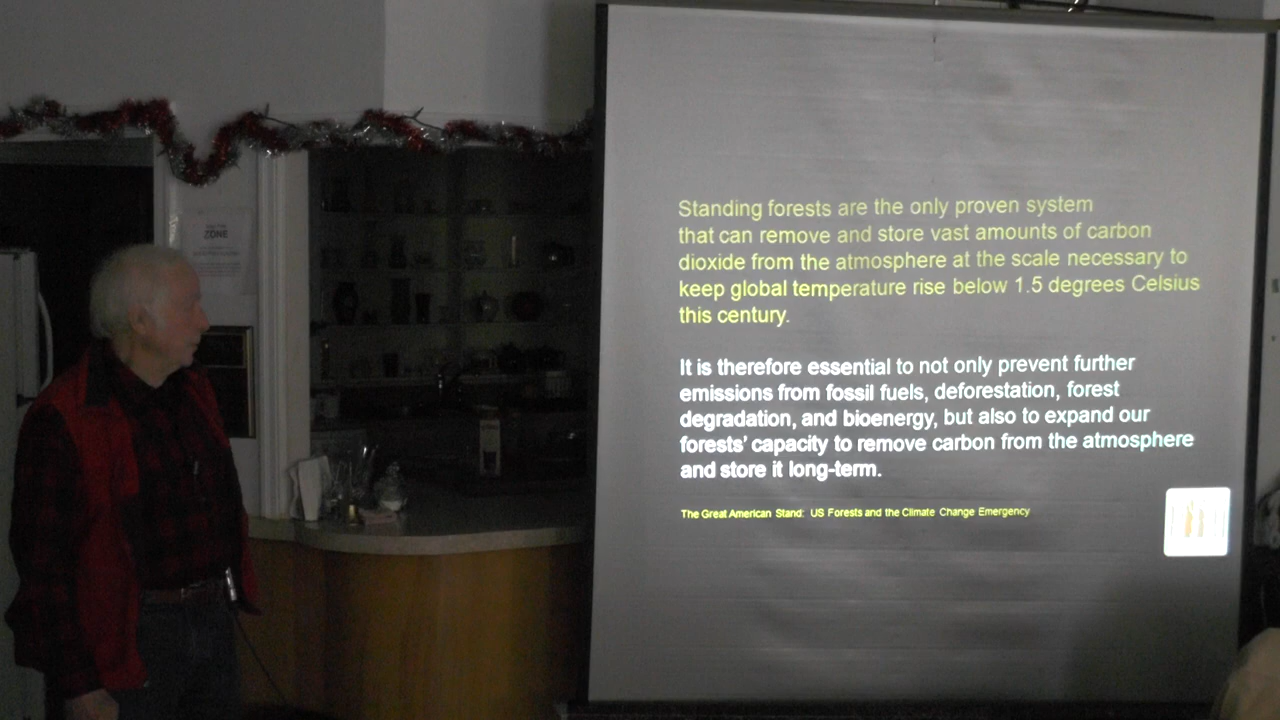 ZONE
Standing forests are the only proven system
that can remove and store vast amounts of carbon
dioxide from the atmosphere at the scale necessary to
keep global temperature rise below 1.5 degrees Celsius
this century.
It is therefore essential to not only prevent further
emissions from fossil fuels, deforestation, forest
degradation, and bioenergy, but also to expand our
forests' capacity to remove carbon from the atmosphere
and store it long-term.
The Great American Stand: US Forests and the Climate Change Emergency